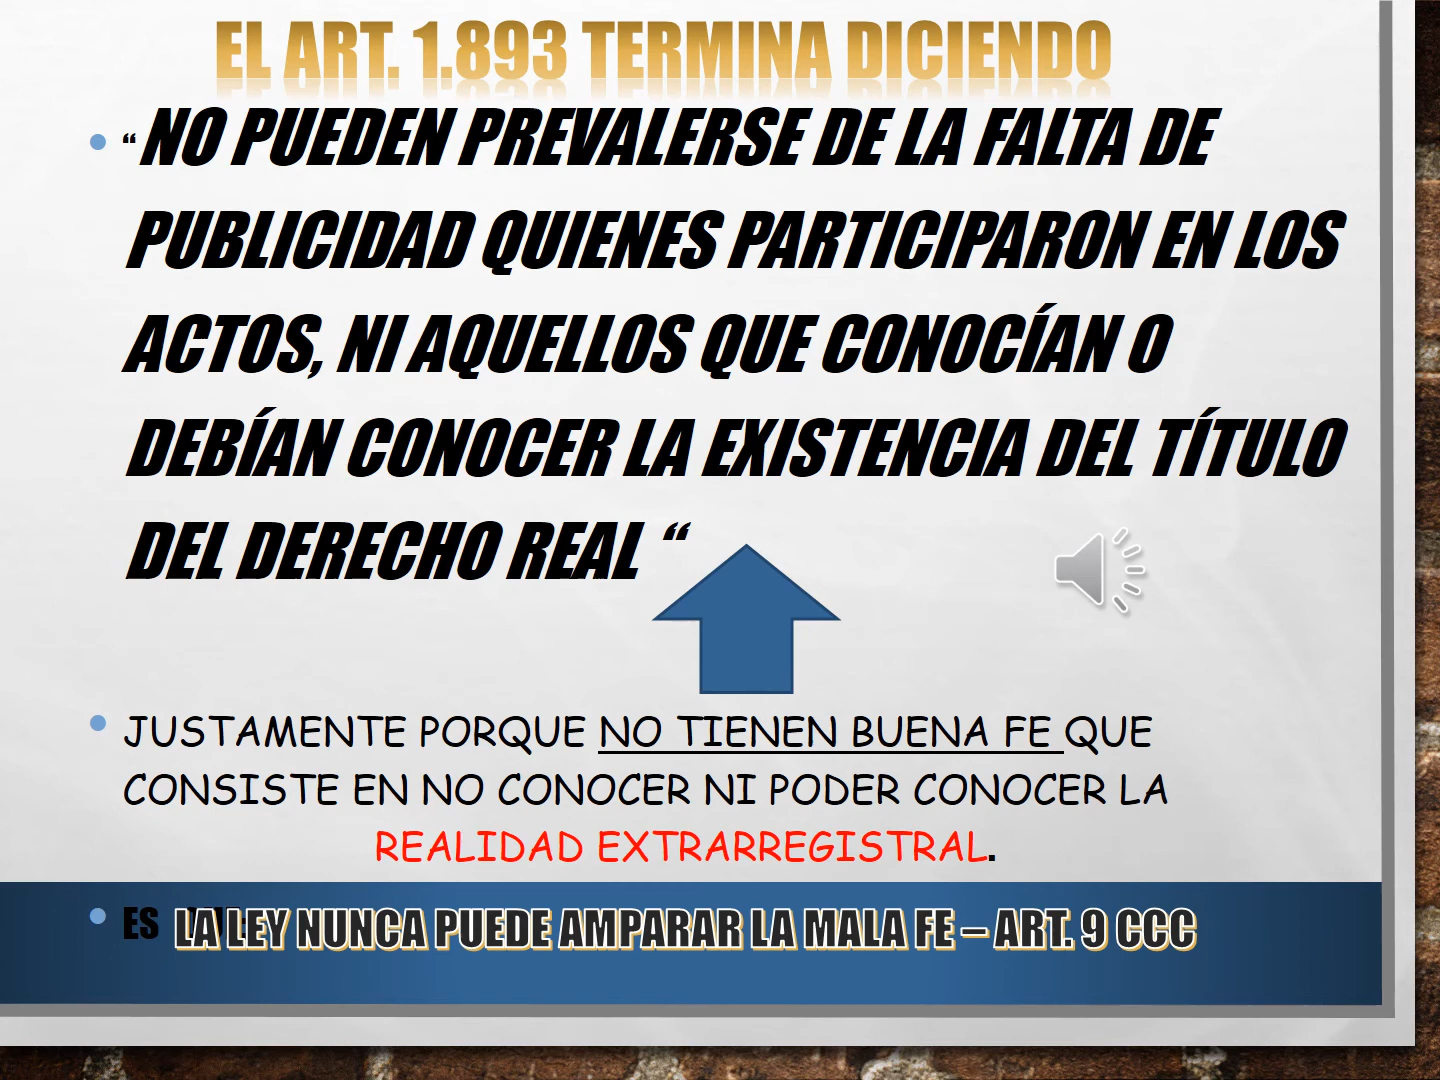 EL ART. 1.893 TERMINA DICIENDO
• “NO PUEDEN PREVALERSE DE LA FALTA DE
PUBLICIDAD QUIENES PARTICIPARON EN LOS
ACTOS, NI AQUELLOS QUE CONOCÍAN O
DEBÍAN CONOCER LA EXISTENCIA DEL TÍTULO
DEL DERECHO REAL “
• JUSTAMENTE PORQUE NO TIENEN BUENA FE QUE
CONSISTE EN NO CONOCER NI PODER CONOCER LA
REALIDAD EXTRARREGISTRAL.
• ES
LA LEY NUNCA PUEDE AMPARAR LA MALA FE – ART. 9 CCC